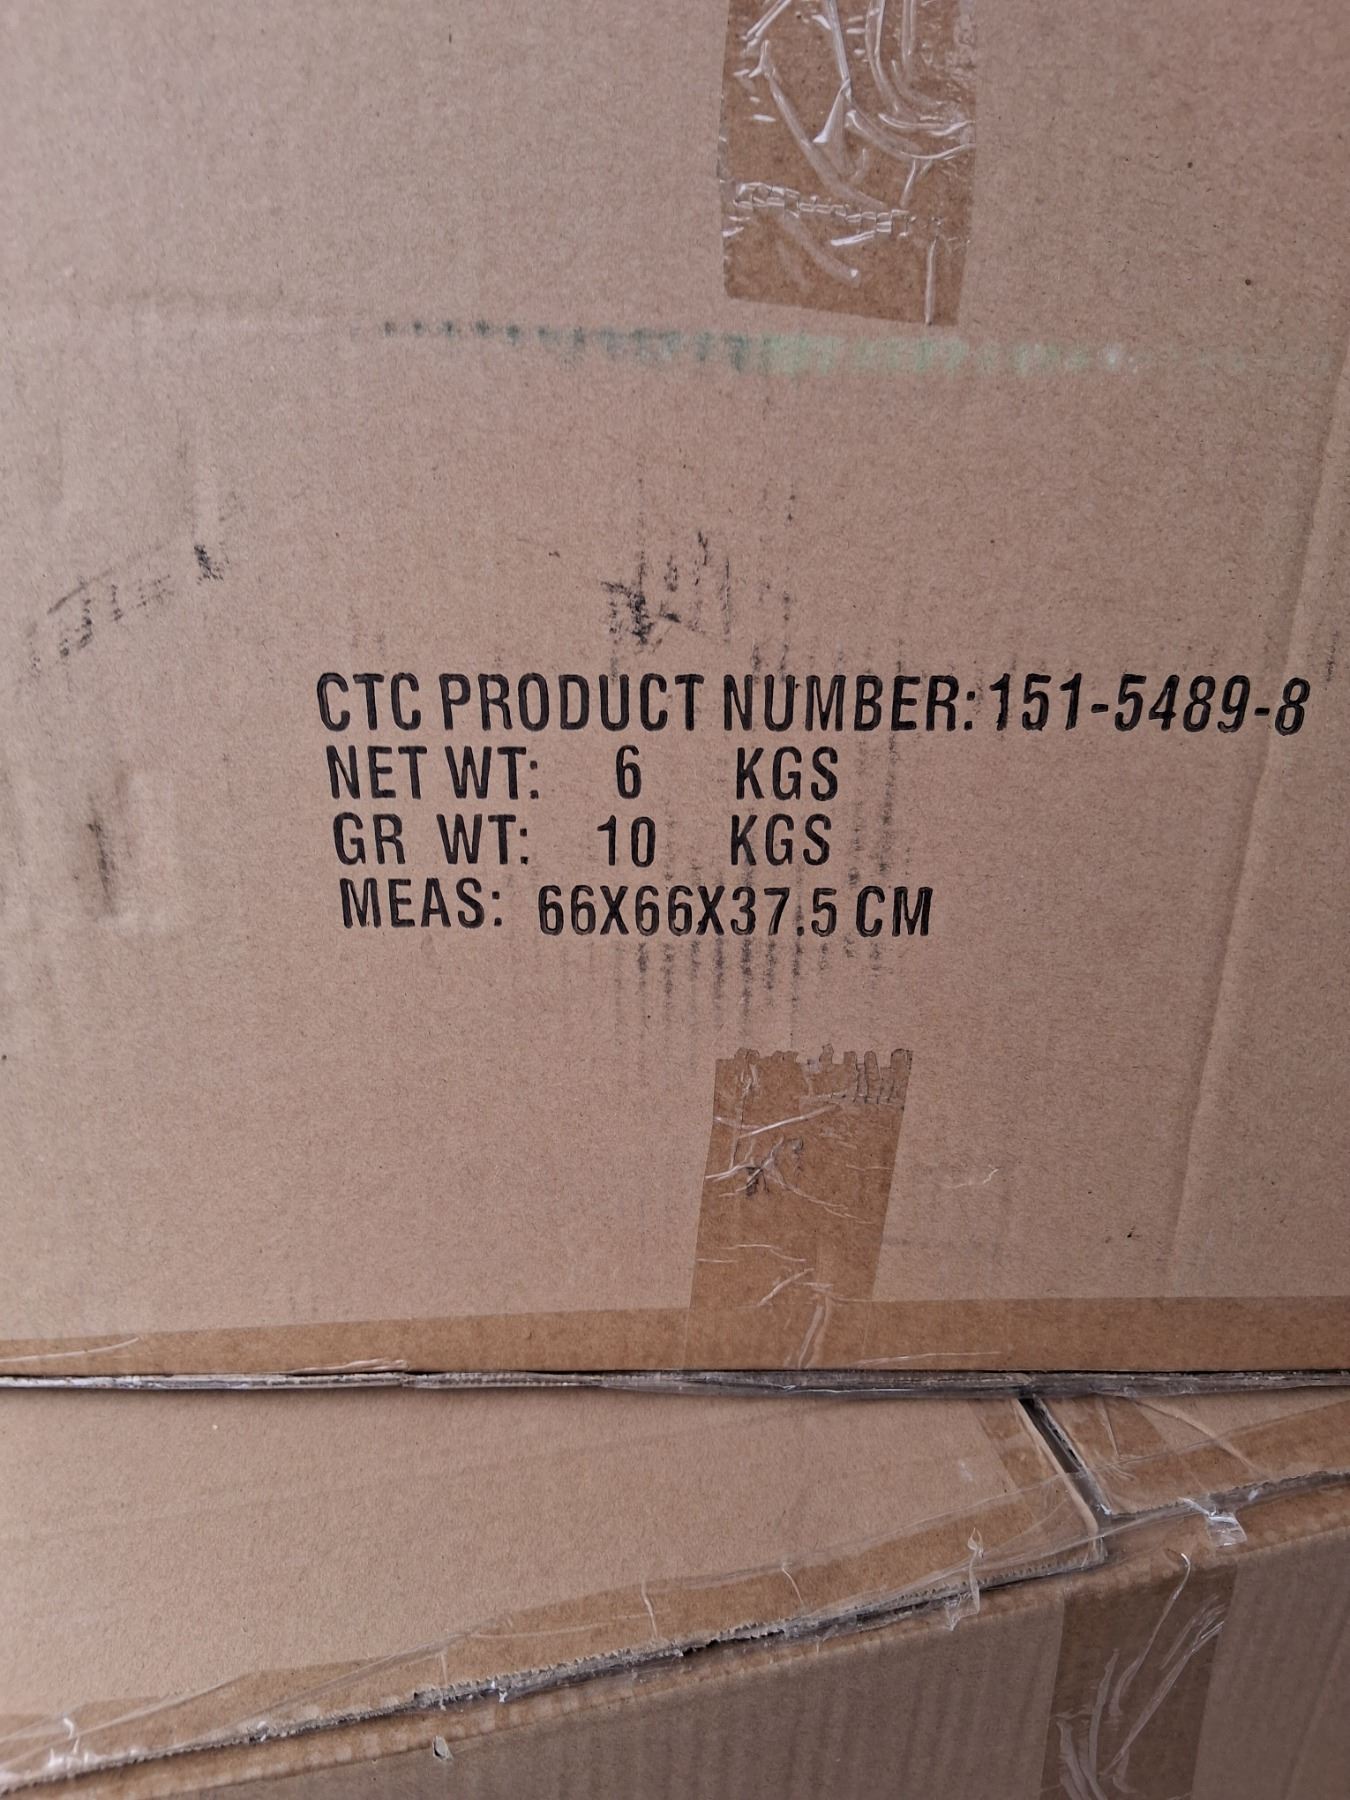 CTC PRODUCT NUMBER: 151-5489-8
NET WT: 6 KGS
GR WT: 10 KGS
MEAS: 66X66X37.5 CM